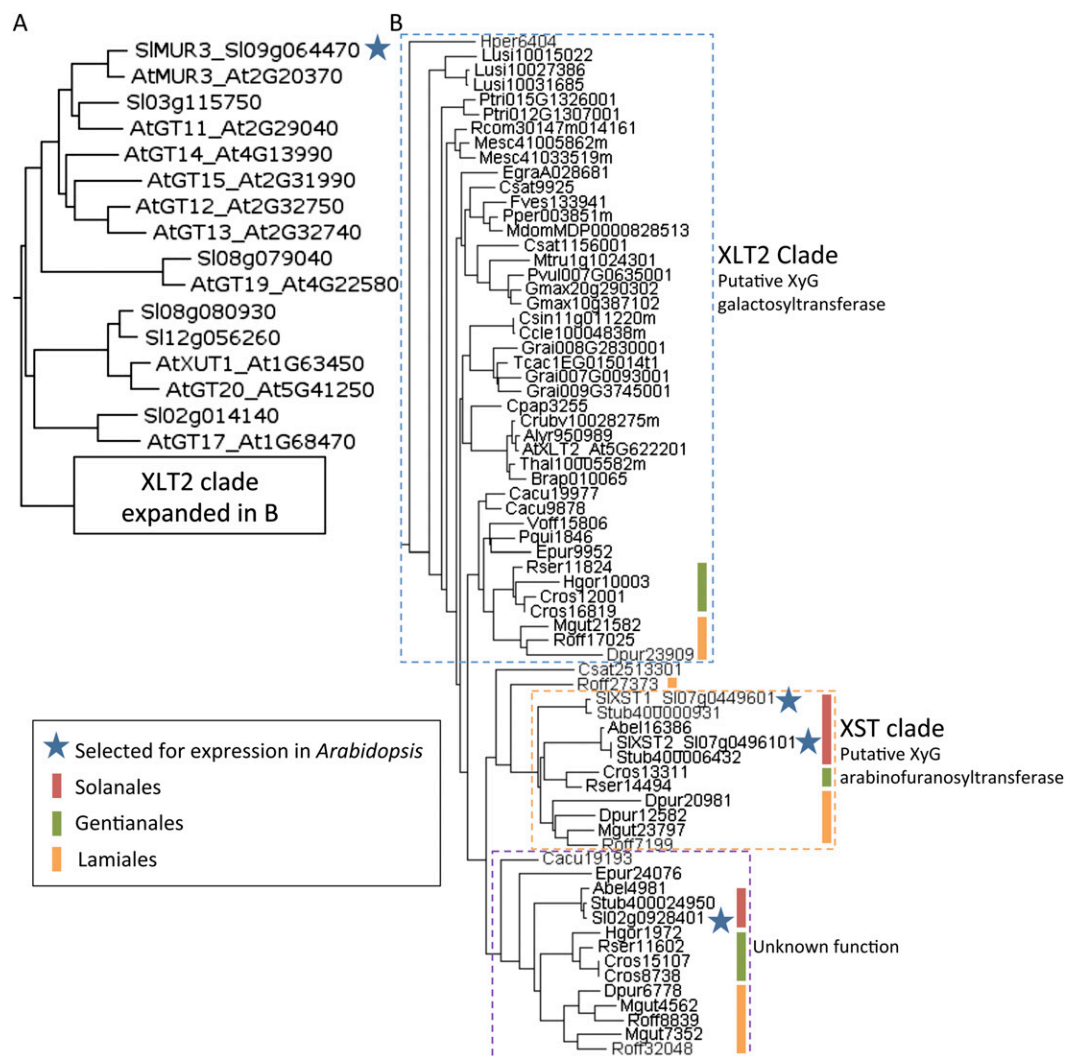 A
SlMUR3_Sl09g064470
AtMUR3_At2G20370
Sl03g115750
AtGT11_At2G29040
AtGT14_At4G13990
AtGT15_At2G31990
AtGT12_At2G32750
AtGT13_At2G32740
Sl08g079040
AtGT19_At4G22580
Sl08g080930
Sl12g056260
AtXUT1_At1G63450
AtGT20_At5G41250
Sl02g014140
AtGT17_At1G68470
XLT2 clade
expanded in B
B
Hper6404
Lusi10015022
Lusi10027386
Lusi10031685
Ptri015G1326001
Ptri012G1307001
Rcom30147m014161
Mesc41005862m
Mesc41033519m
EgraA028681
Csat9925
Fves133941
Pper003851m
MdomMDP0000828513
Csat1156001
Mtru1g1024301
Pvul007G0635001
Gmax20g290302
Gmax10g387102
Csin11g011220m
Ccle10004838m
Grai008G2830001
Tcac1EG015014t1
Grai007G0093001
Grai009G3745001
Cpap3255
Crubv10028275m
Alyr950989
AtXLT2_At5G622201
Thal10005582m
Brap010065
Cacu19977
Cacu9878
Voff15806
Pqui1846
Epur9952
Rser11824
Hgor10003
Cros12001
Cros16819
Mgut21582
Roff17025
Dpur23909
Csat2513301
Roff27373
SlXST1_Sl07g0449601
Stub400000931
Abel16386
SlXST2_Sl07g0496101
Stub400006432
Cros13311
Rser14494
Dpur20981
Dpur12582
Mgut23797
Roff7199
Cacu19193
Epur24076
Abel4981
Stub400024950
Sl02g0928401
Hgor1972
Rser11602
Cros15107
Cros8738
Dpur6778
Mgut4562
Roff8839
Mgut7352
Roff32048
XLT2 Clade
Putative XyG
galactosyltransferase
XST clade
Putative XyG
arabinofuranosyltransferase
Unknown function
Selected for expression in Arabidopsis
Solanales
Gentianales
Lamiales